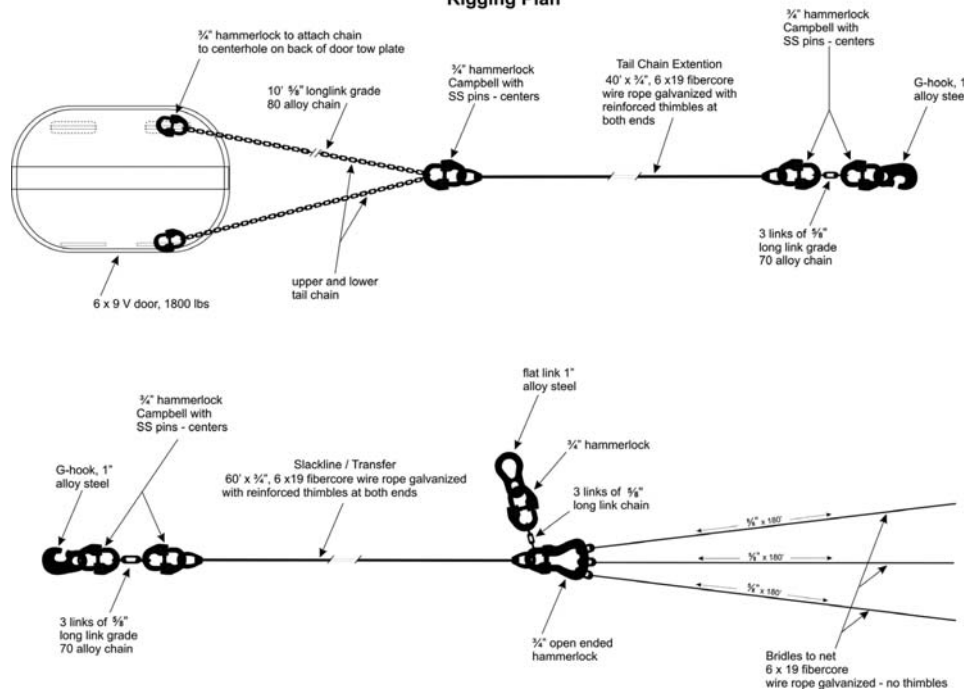 Rigging Plan
¾" hammerlock to attach chain
to centerhole on back of door tow plate
10' ⅝" longlink grade
80 alloy chain
¾" hammerlock
Campbell with
SS pins - centers
Tail Chain Extention
40' x ¾", 6 x19 fibercore
wire rope galvanized with
reinforced thimbles at
both ends
¾" hammerlock
Campbell with
SS pins - centers
G-hook, 1"
alloy steel
3 links of ⅝"
long link grade
70 alloy chain
upper and lower
tail chain
6 x 9 V door, 1800 lbs
flat link 1"
alloy steel
¾" hammerlock
Campbell with
SS pins - centers
¾" hammerlock
G-hook, 1"
alloy steel
Slackline / Transfer
60' x ¾", 6 x19 fibercore wire rope galvanized
with reinforced thimbles at both ends
3 links of ⅝"
long link chain
⅝" x 180'
⅝" x 180'
⅝" x 180'
3 links of ⅝"
long link grade
70 alloy chain
¾" open ended
hammerlock
Bridles to net
6 x 19 fibercore
wire rope galvanized - no thimbles